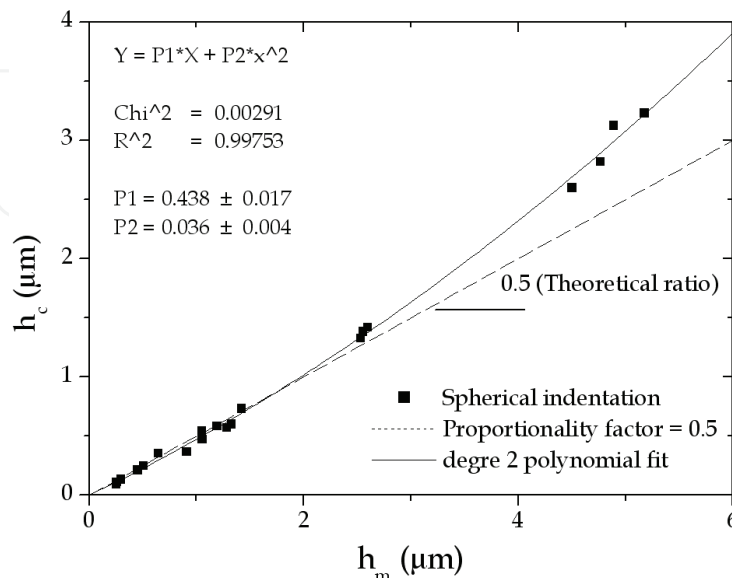 Y = P1*X + P2*x^2
Chi^2 = 0.00291
R^2 = 0.99753
P1 = 0.438 ± 0.017
P2 = 0.036 ± 0.004
0.5 (Theoretical ratio)
Spherical indentation
Proportionality factor = 0.5
degre 2 polynomial fit
4
3
2
1
0
h_c (μm)
0 2 4 6
h_m (μm)